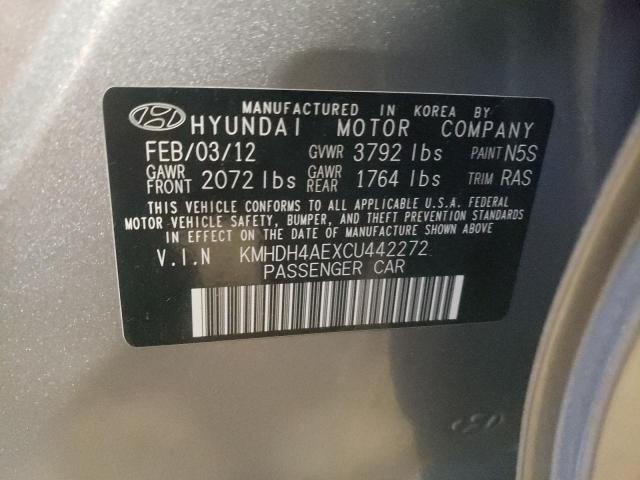 MANUFACTURED IN KOREA BY
HYUNDAI MOTOR COMPANY
FEB/03/12 GVWR 3792 lbs PAINT N5S
GAWR FRONT 2072 lbs GAWR REAR 1764 lbs TRIM RAS
THIS VEHICLE CONFORMS TO ALL APPLICABLE U.S.A. FEDERAL
MOTOR VEHICLE SAFETY, BUMPER, AND THEFT PREVENTION STANDARDS
IN EFFECT ON THE DATE OF MANUFACTURE SHOWN ABOVE.
V.I.N KMHDH4AEXCU442272
PASSENGER CAR